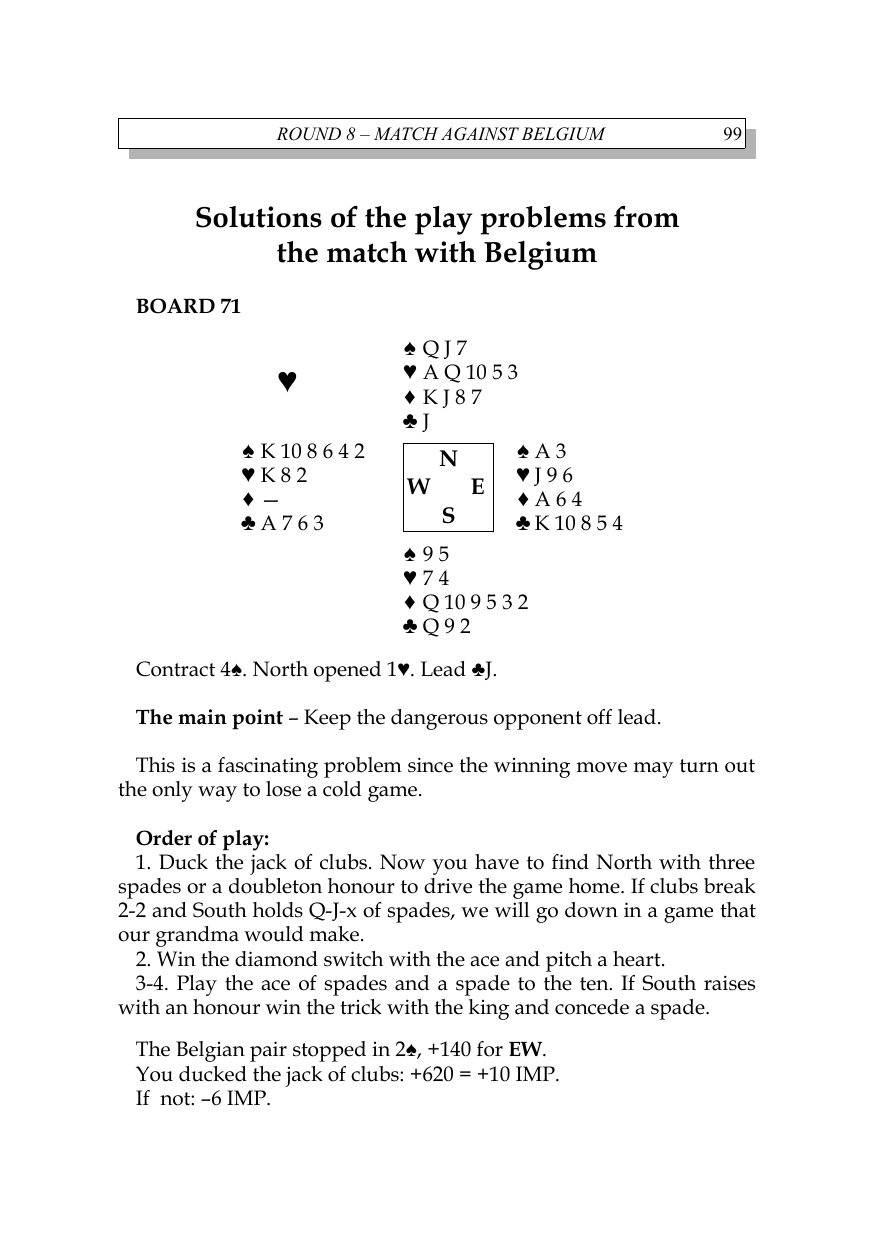 ROUND 8 – MATCH AGAINST BELGIUM 99
Solutions of the play problems from
the match with Belgium
BOARD 71
♠ Q J 7
♥ A Q 10 5 3
♦ K J 8 7
♣ J
♥
♠ K 10 8 6 4 2
♥ K 8 2
♦ —
♣ A 7 6 3
N
W E
S
♠ A 3
♥ J 9 6
♦ A 6 4
♣ K 10 8 5 4
♠ 9 5
♥ 7 4
♦ Q 10 9 5 3 2
♣ Q 9 2
Contract 4♠. North opened 1♥. Lead ♣J.
The main point – Keep the dangerous opponent off lead.
This is a fascinating problem since the winning move may turn out
the only way to lose a cold game.
Order of play:
1. Duck the jack of clubs. Now you have to find North with three
spades or a doubleton honour to drive the game home. If clubs break
2-2 and South holds Q-J-x of spades, we will go down in a game that
our grandma would make.
2. Win the diamond switch with the ace and pitch a heart.
3-4. Play the ace of spades and a spade to the ten. If South raises
with an honour win the trick with the king and concede a spade.
The Belgian pair stopped in 2♠, +140 for EW.
You ducked the jack of clubs: +620 = +10 IMP.
If not: –6 IMP.